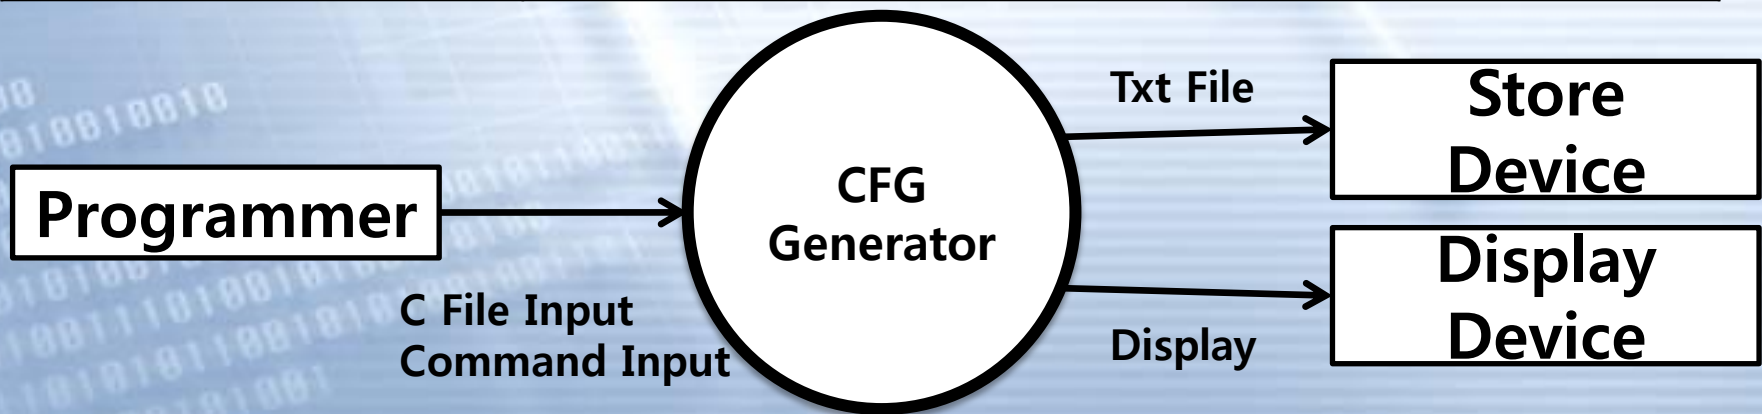 Programmer
C File Input
Command Input
CFG
Generator
Txt File
Store
Device
Display
Display
Device